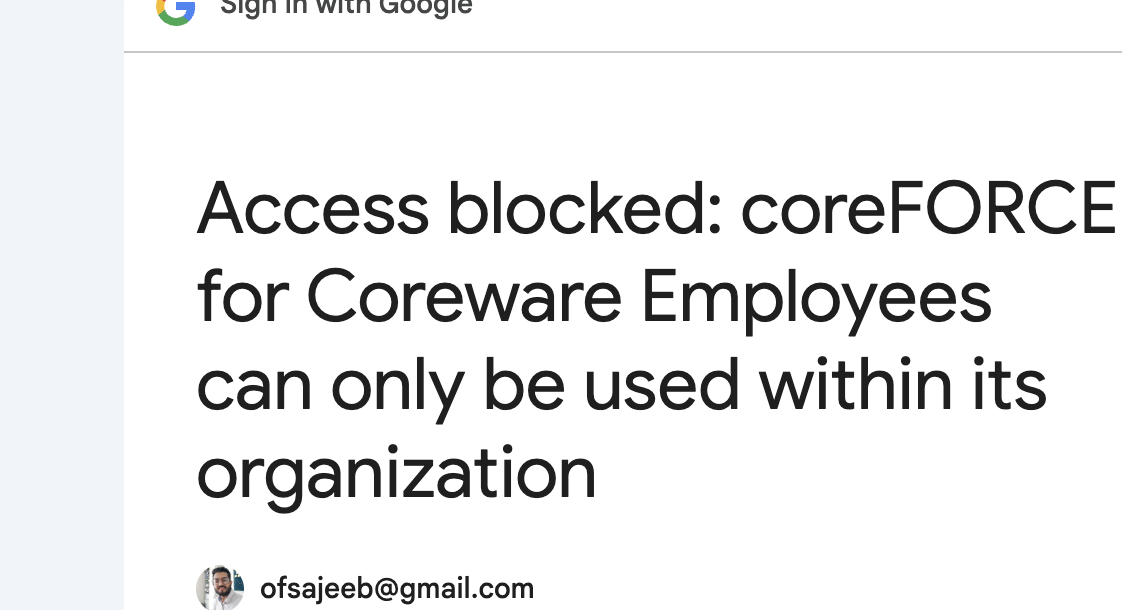 Sign in with Google
Access blocked: coreFORCE
for Coreware Employees
can only be used within its
organization
ofsajeeb@gmail.com